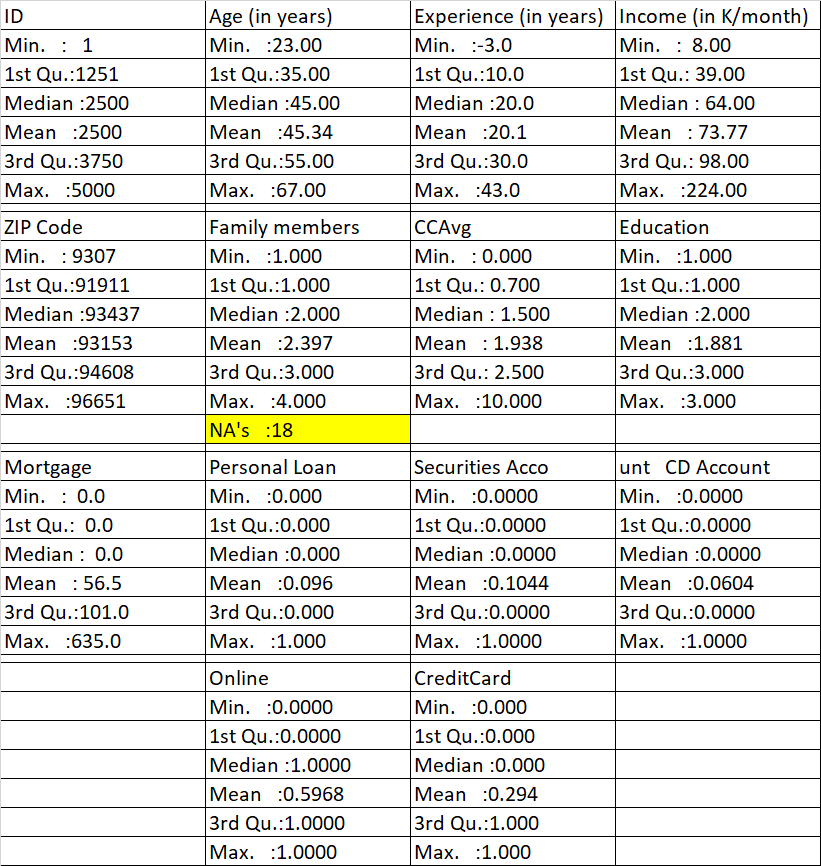 ID Age (in years) Experience (in years) Income (in K/month)
Min. : 1 Min. :23.00 Min. :-3.0 Min. : 8.00
1st Qu.:1251 1st Qu.:35.00 1st Qu.:10.0 1st Qu.: 39.00
Median :2500 Median :45.00 Median :20.0 Median : 64.00
Mean :2500 Mean :45.34 Mean :20.1 Mean : 73.77
3rd Qu.:3750 3rd Qu.:55.00 3rd Qu.:30.0 3rd Qu.: 98.00
Max. :5000 Max. :67.00 Max. :43.0 Max. :224.00
ZIP Code Family members CCAvg Education
Min. : 9307 Min. :1.000 Min. : 0.000 Min. :1.000
1st Qu.:91911 1st Qu.:1.000 1st Qu.: 0.700 1st Qu.:1.000
Median :93437 Median :2.000 Median : 1.500 Median :2.000
Mean :93153 Mean :2.397 Mean : 1.938 Mean :1.881
3rd Qu.:94608 3rd Qu.:3.000 3rd Qu.: 2.500 3rd Qu.:3.000
Max. :96651 Max. :4.000 Max. :10.000 Max. :3.000
NA's :18
Mortgage Personal Loan Securities Acco unt CD Account
Min. : 0.0 Min. :0.000 Min. :0.0000 Min. :0.0000
1st Qu.: 0.0 1st Qu.:0.000 1st Qu.:0.0000 1st Qu.:0.0000
Median : 0.0 Median :0.000 Median :0.0000 Median :0.0000
Mean : 56.5 Mean :0.096 Mean :0.1044 Mean :0.0604
3rd Qu.:101.0 3rd Qu.:0.000 3rd Qu.:0.0000 3rd Qu.:0.0000
Max. :635.0 Max. :1.000 Max. :1.0000 Max. :1.0000
Online CreditCard
Min. :0.0000 Min. :0.000
1st Qu.:0.0000 1st Qu.:0.000
Median :1.0000 Median :0.000
Mean :0.5968 Mean :0.294
3rd Qu.:1.0000 3rd Qu.:1.000
Max. :1.0000 Max. :1.000